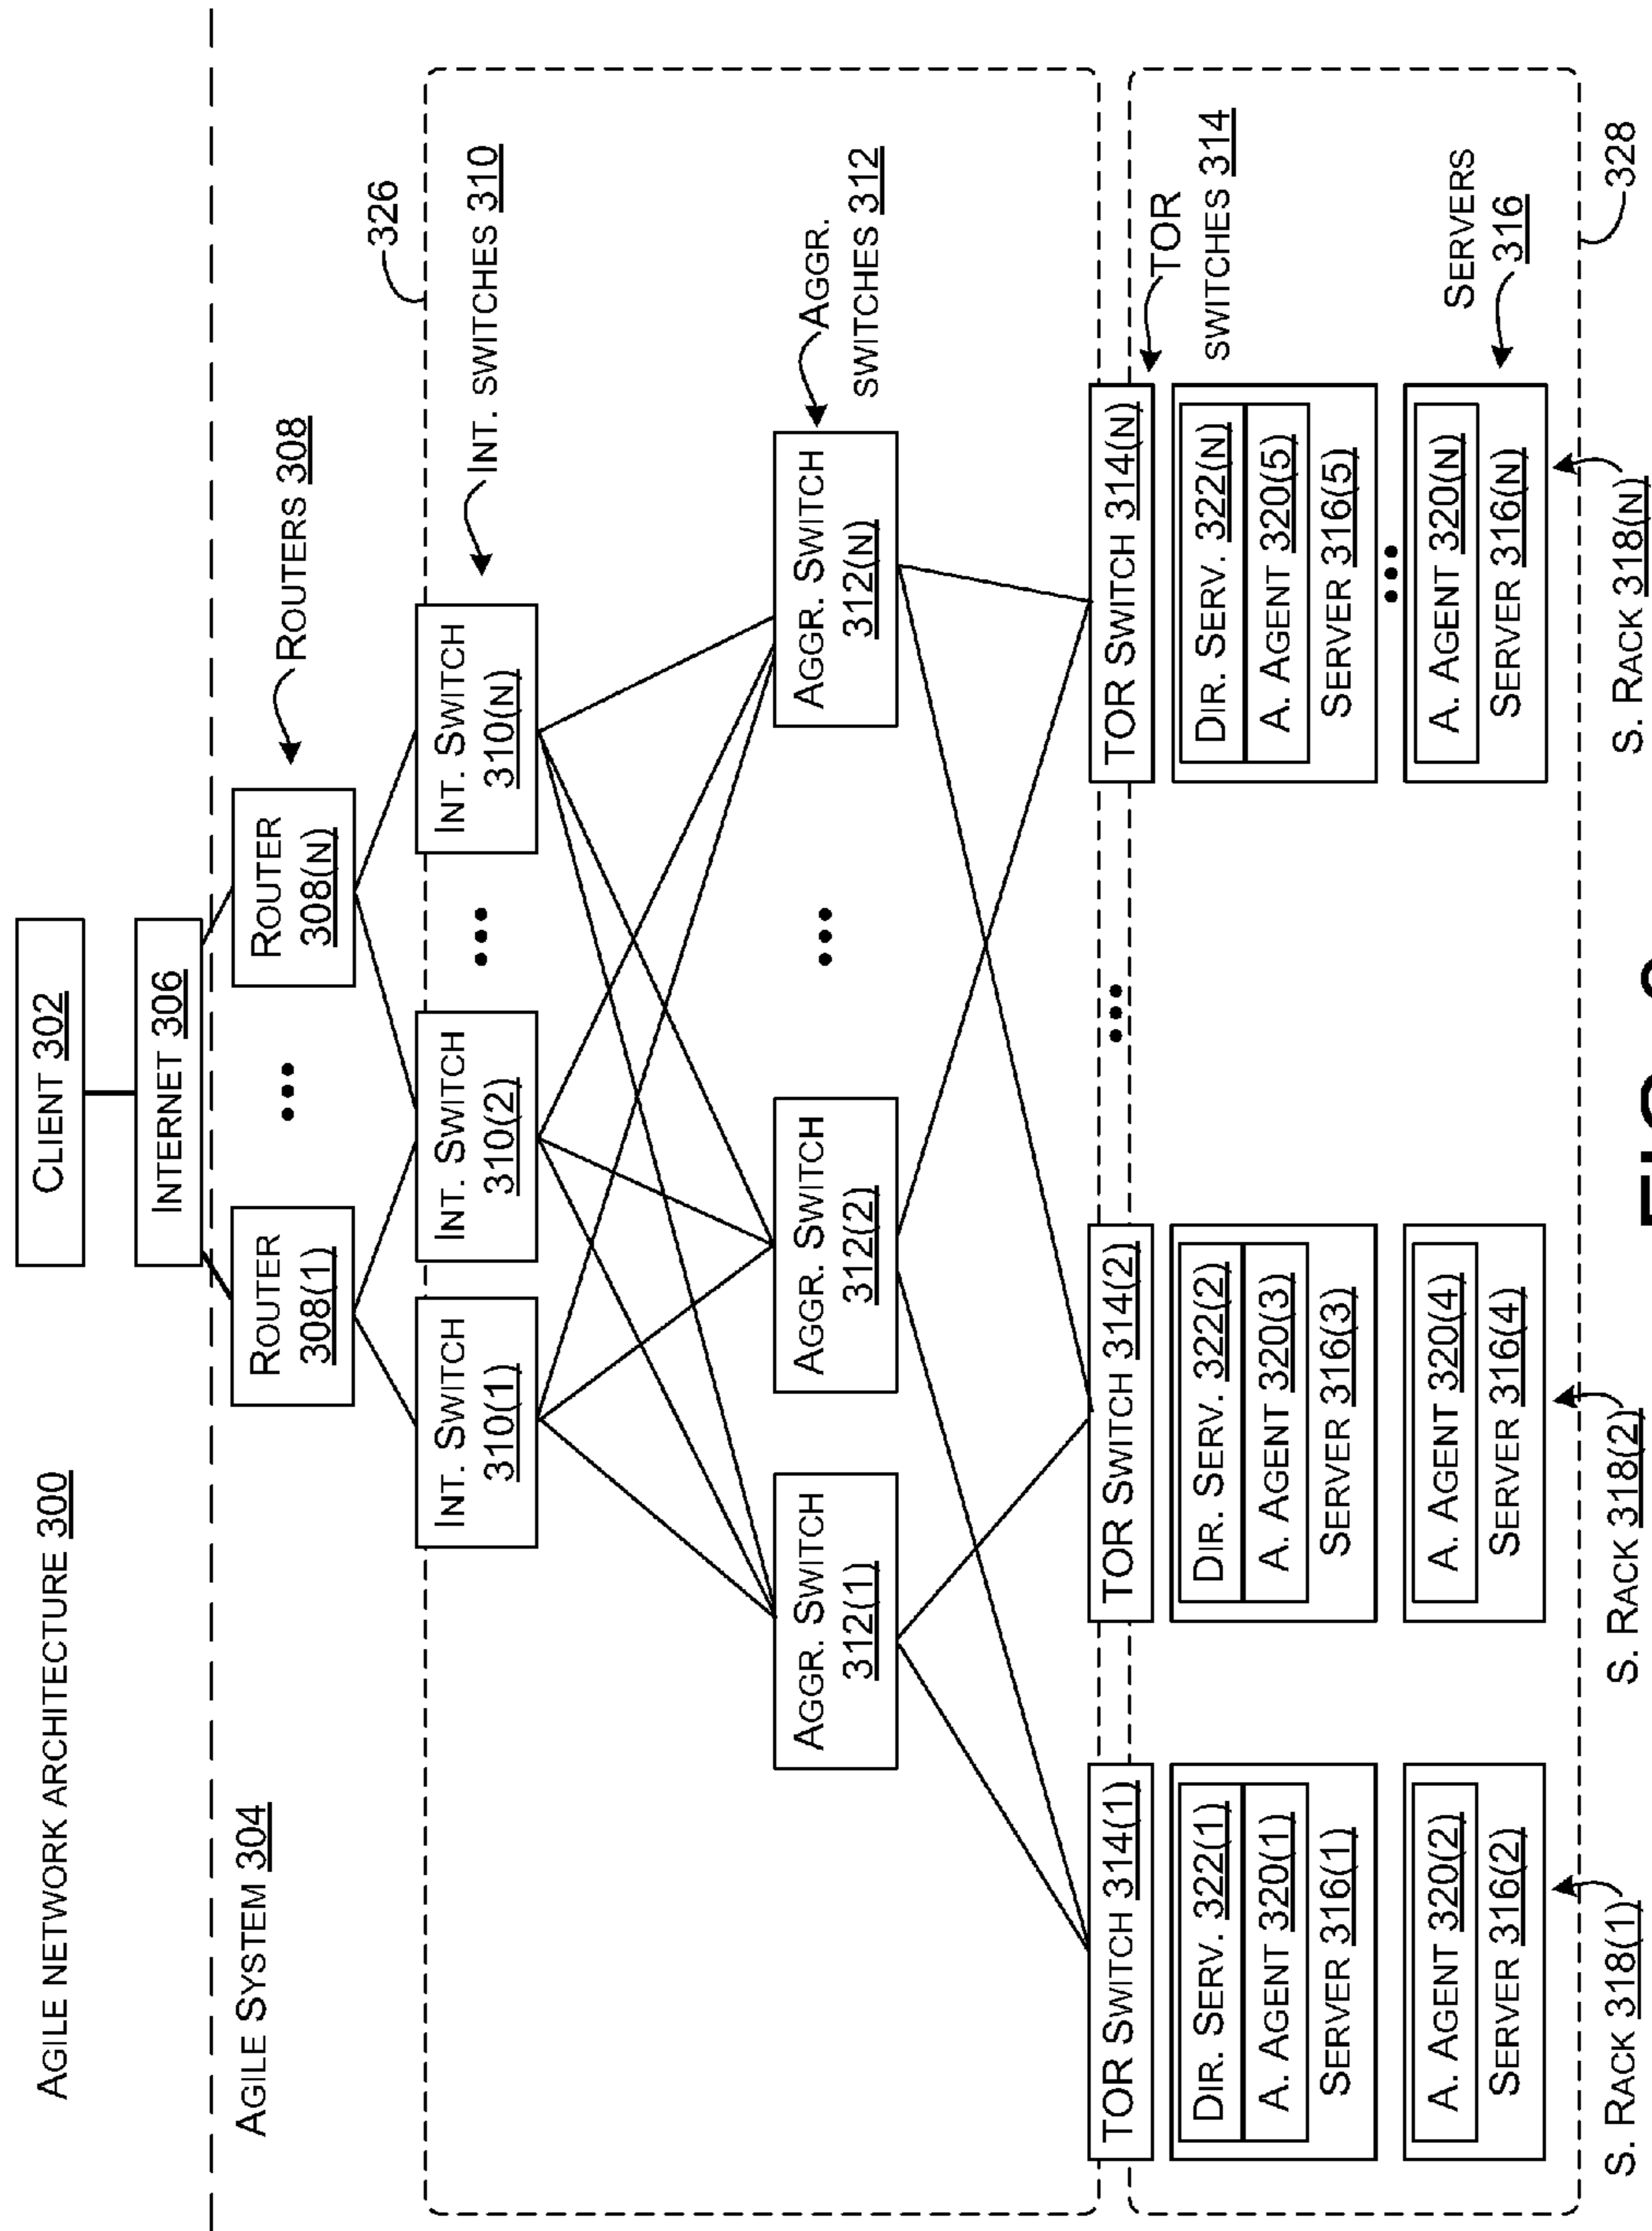 AGILE NETWORK ARCHITECTURE 300
CLIENT 302
INTERNET 306
AGILE SYSTEM 304
ROUTER
308(1)
•••
ROUTER
308(N)
ROUTERS 308
326
INT. SWITCH
310(1)
INT. SWITCH
310(2)
•••
INT. SWITCH
310(N)
INT. SWITCHES 310
AGGR. SWITCH
312(1)
AGGR. SWITCH
312(2)
•••
AGGR. SWITCH
312(N)
AGGR.
SWITCHES 312
TOR SWITCH 314(1)
TOR SWITCH 314(2)
•••
TOR SWITCH 314(N)
TOR
SWITCHES 314
DIR. SERV. 322(1)
A. AGENT 320(1)
SERVER 316(1)
DIR. SERV. 322(2)
A. AGENT 320(3)
SERVER 316(3)
DIR. SERV. 322(N)
A. AGENT 320(5)
SERVER 316(5)
•••
A. AGENT 320(2)
SERVER 316(2)
A. AGENT 320(4)
SERVER 316(4)
A. AGENT 320(N)
SERVER 316(N)
SERVERS
316
S. RACK 318(1)
S. RACK 318(2)
S. RACK 318(N)
328